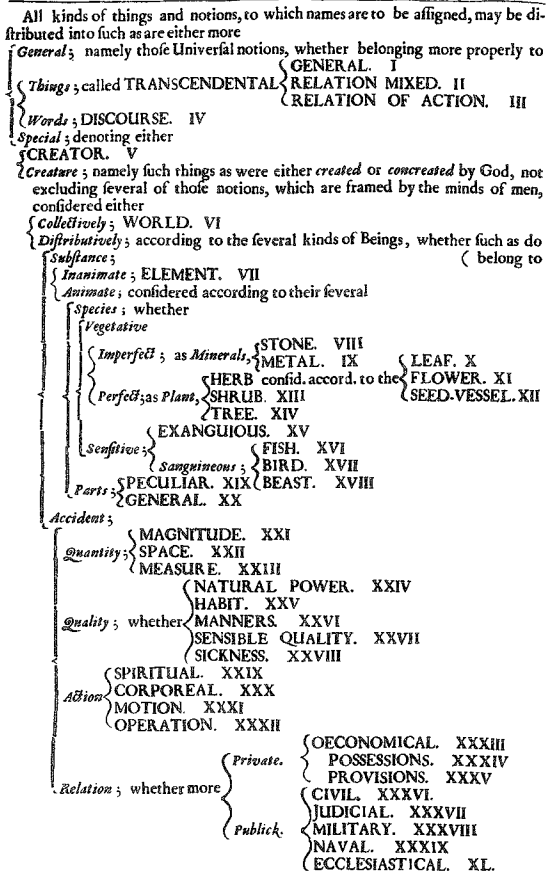 All kinds of things and notions, to which names are to be aſſigned, may be di-
ſtributed into ſuch as are either more
General; namely thoſe Univerſal notions, whether belonging more properly to
GENERAL. I
Things; called TRANSCENDENTAL RELATION MIXED. II
RELATION OF ACTION. III
Words; DISCOURSE. IV
Special; denoting either
CREATOR. V
Creature; namely ſuch things as were either created or concreated by God, not
excluding ſeveral of thoſe notions, which are framed by the minds of men,
conſidered either
Collectively; WORLD. VI
Diſtributively; according to the ſeveral kinds of Beings, whether ſuch as do
Subſtance; ( belong to
Inanimate; ELEMENT. VII
Animate; conſidered according to their ſeveral
Species; whether
Vegetative
STONE. VIII
Imperfect; as Minerals,
METAL. IX LEAF. X
HERB conſid. accord. to the FLOWER. XI
Perfect; as Plant, SHRUB. XIII SEED-VESSEL. XII
TREE. XIV
EXANGUIOUS. XV
Senſitive; FISH. XVI
Sanguineous; BIRD. XVII
PECULIAR. XIX BEAST. XVIII
Parts;
GENERAL. XX
Accident;
MAGNITUDE. XXI
Quantity; SPACE. XXII
MEASURE. XXIII
NATURAL POWER. XXIV
HABIT. XXV
Quality; whether MANNERS. XXVI
SENSIBLE QUALITY. XXVII
SICKNESS. XXVIII
SPIRITUAL. XXIX
Action CORPOREAL. XXX
MOTION. XXXI
OPERATION. XXXII
OECONOMICAL. XXXIII
Private. POSSESSIONS. XXXIV
PROVISIONS. XXXV
Relation; whether more
CIVIL. XXXVI.
JUDICIAL. XXXVII
Publick. MILITARY. XXXVIII
NAVAL. XXXIX
ECCLESIASTICAL. XL.